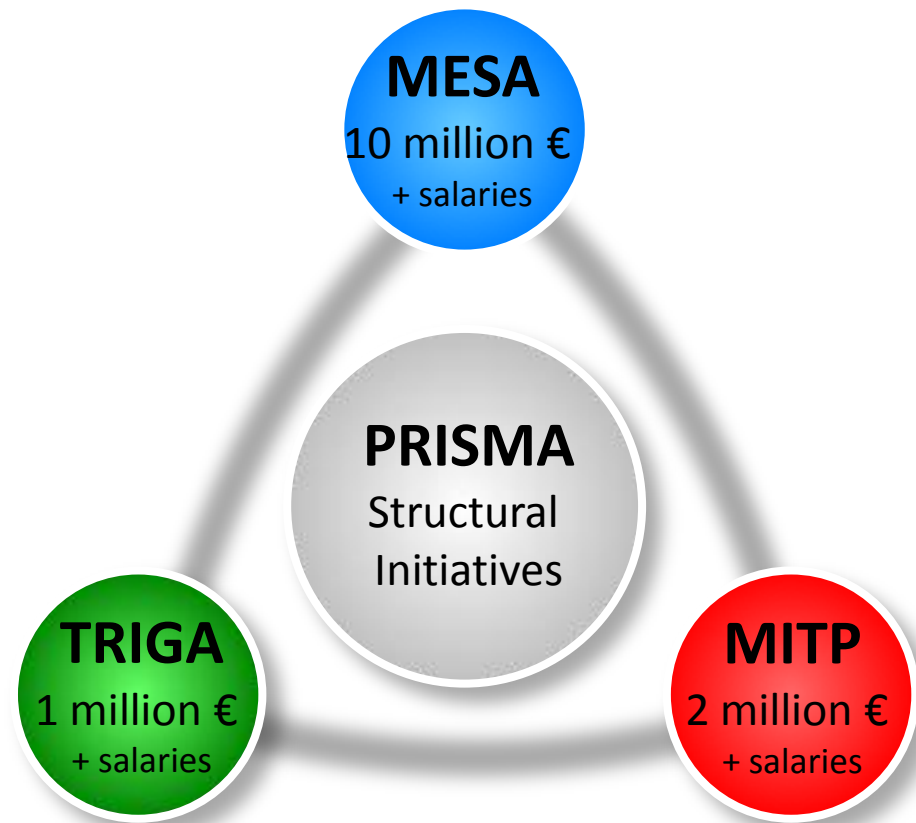 MESA
10 million €
+ salaries
PRISMA
Structural
Initiatives
TRIGA
1 million €
+ salaries
MITP
2 million €
+ salaries